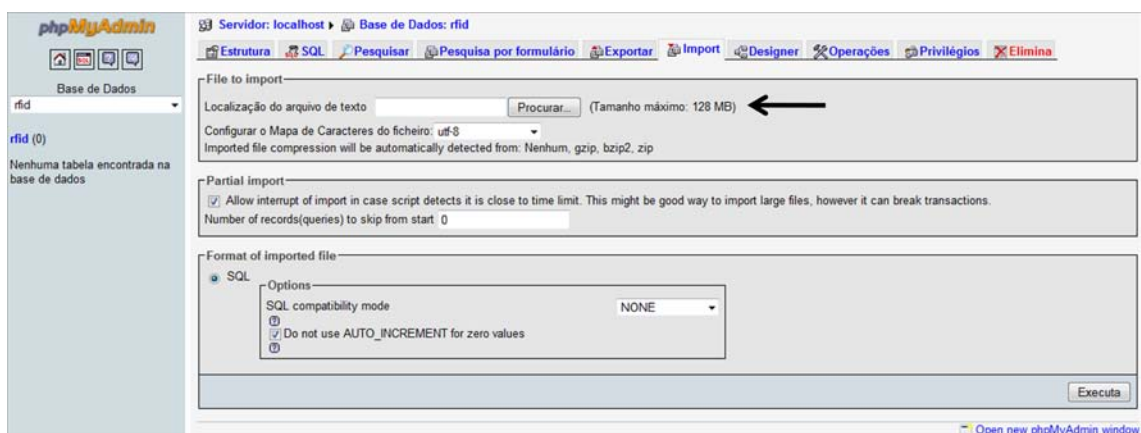 phpMyAdmin
Base de Dados
rfid
rfid (0)
Nenhuma tabela encontrada na
base de dados
Servidor: localhost ▸ Base de Dados: rfid
Estrutura SQL Pesquisar Pesquisa por formulário Exportar Import Designer Operações Privilégios Elimina
File to import
Localização do arquivo de texto Procurar... (Tamanho máximo: 128 MB)
Configurar o Mapa de Caracteres do ficheiro: utf-8
Imported file compression will be automatically detected from: Nenhum, gzip, bzip2, zip
Partial import
Allow interrupt of import in case script detects it is close to time limit. This might be good way to import large files, however it can break transactions.
Number of records(queries) to skip from start 0
Format of imported file
SQL
Options
SQL compatibility mode NONE
Do not use AUTO_INCREMENT for zero values
Executa
Open new phpMyAdmin window